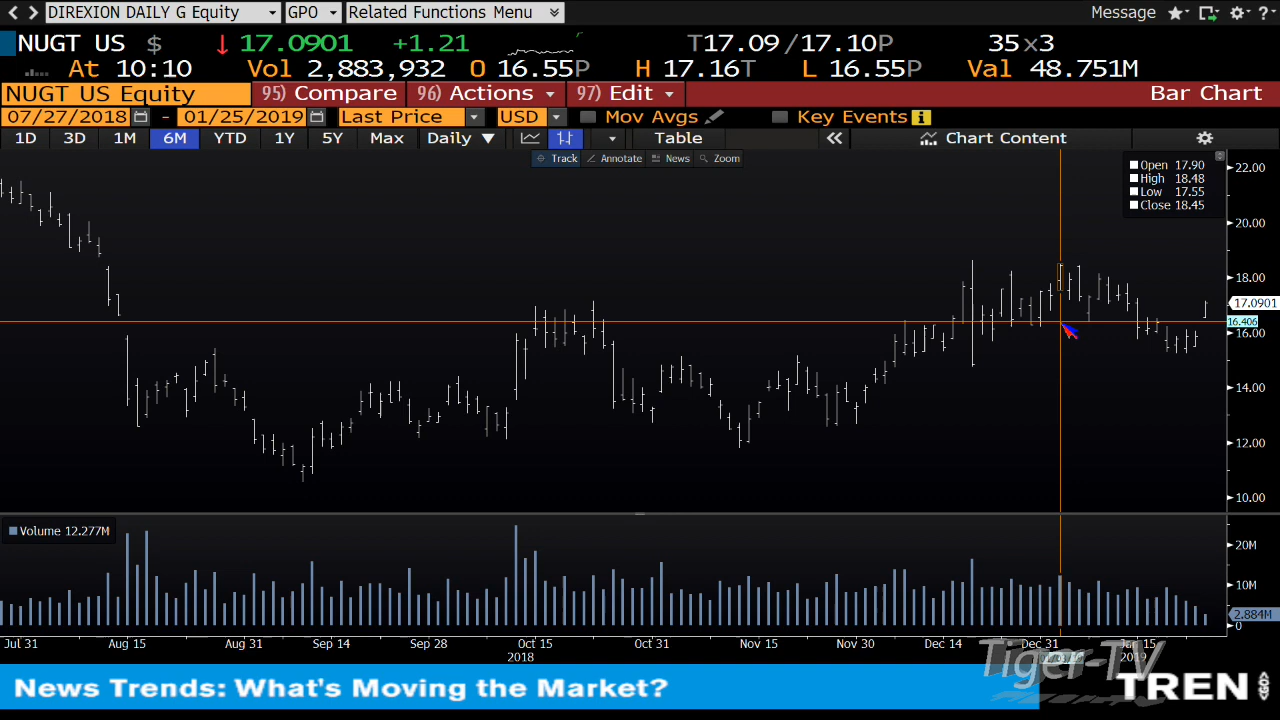 DIREXION DAILY G Equity GPO Related Functions Menu Message
NUGT US $ 17.0901 +1.21 T17.09 /17.10P 35x3
At 10:10 Vol 2,883,932 O 16.55P H 17.16T L 16.55P Val 48.751M
NUGT US Equity 95) Compare 96) Actions 97) Edit Bar Chart
07/27/2018 - 01/25/2019 Last Price USD Mov Avgs Key Events
1D 3D 1M 6M YTD 1Y 5Y Max Daily Table Chart Content
Track Annotate News Zoom
Open 17.90
High 18.48
Low 17.55
Close 18.45
22.00
20.00
18.00
17.0901
16.406
16.00
14.00
12.00
10.00
Volume 12.277M
20M
10M
2.884M
0
Jul 31 Aug 15 Aug 31 Sep 14 Sep 28 Oct 15 Oct 31 Nov 15 Nov 30 Dec 14 Dec 31 Jan 15
2018 2019
Tiger-TV
News Trends: What's Moving the Market? TREN